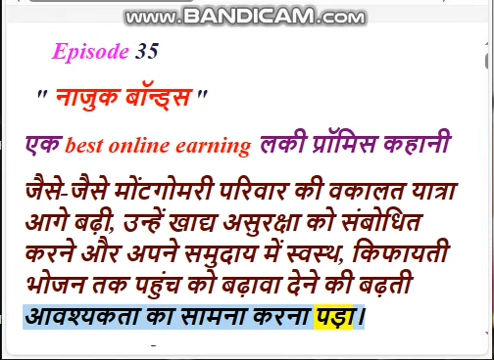 www.BANDICAM.com
Episode 35
" नाजुक बॉन्ड्स "
एक best online earning लकी प्रॉमिस कहानी
जैसे-जैसे मोंटगोमरी परिवार की वकालत यात्रा
आगे बढ़ी, उन्हें खाद्य असुरक्षा को संबोधित
करने और अपने समुदाय में स्वस्थ, किफायती
भोजन तक पहुंच को बढ़ावा देने की बढ़ती
आवश्यकता का सामना करना पड़ा।